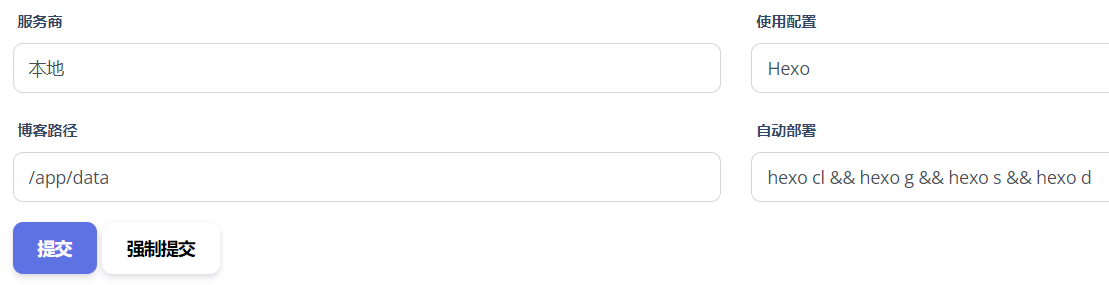 服务商
使用配置
本地
Hexo
博客路径
自动部署
/app/data
hexo cl && hexo g && hexo s && hexo d
提交
强制提交